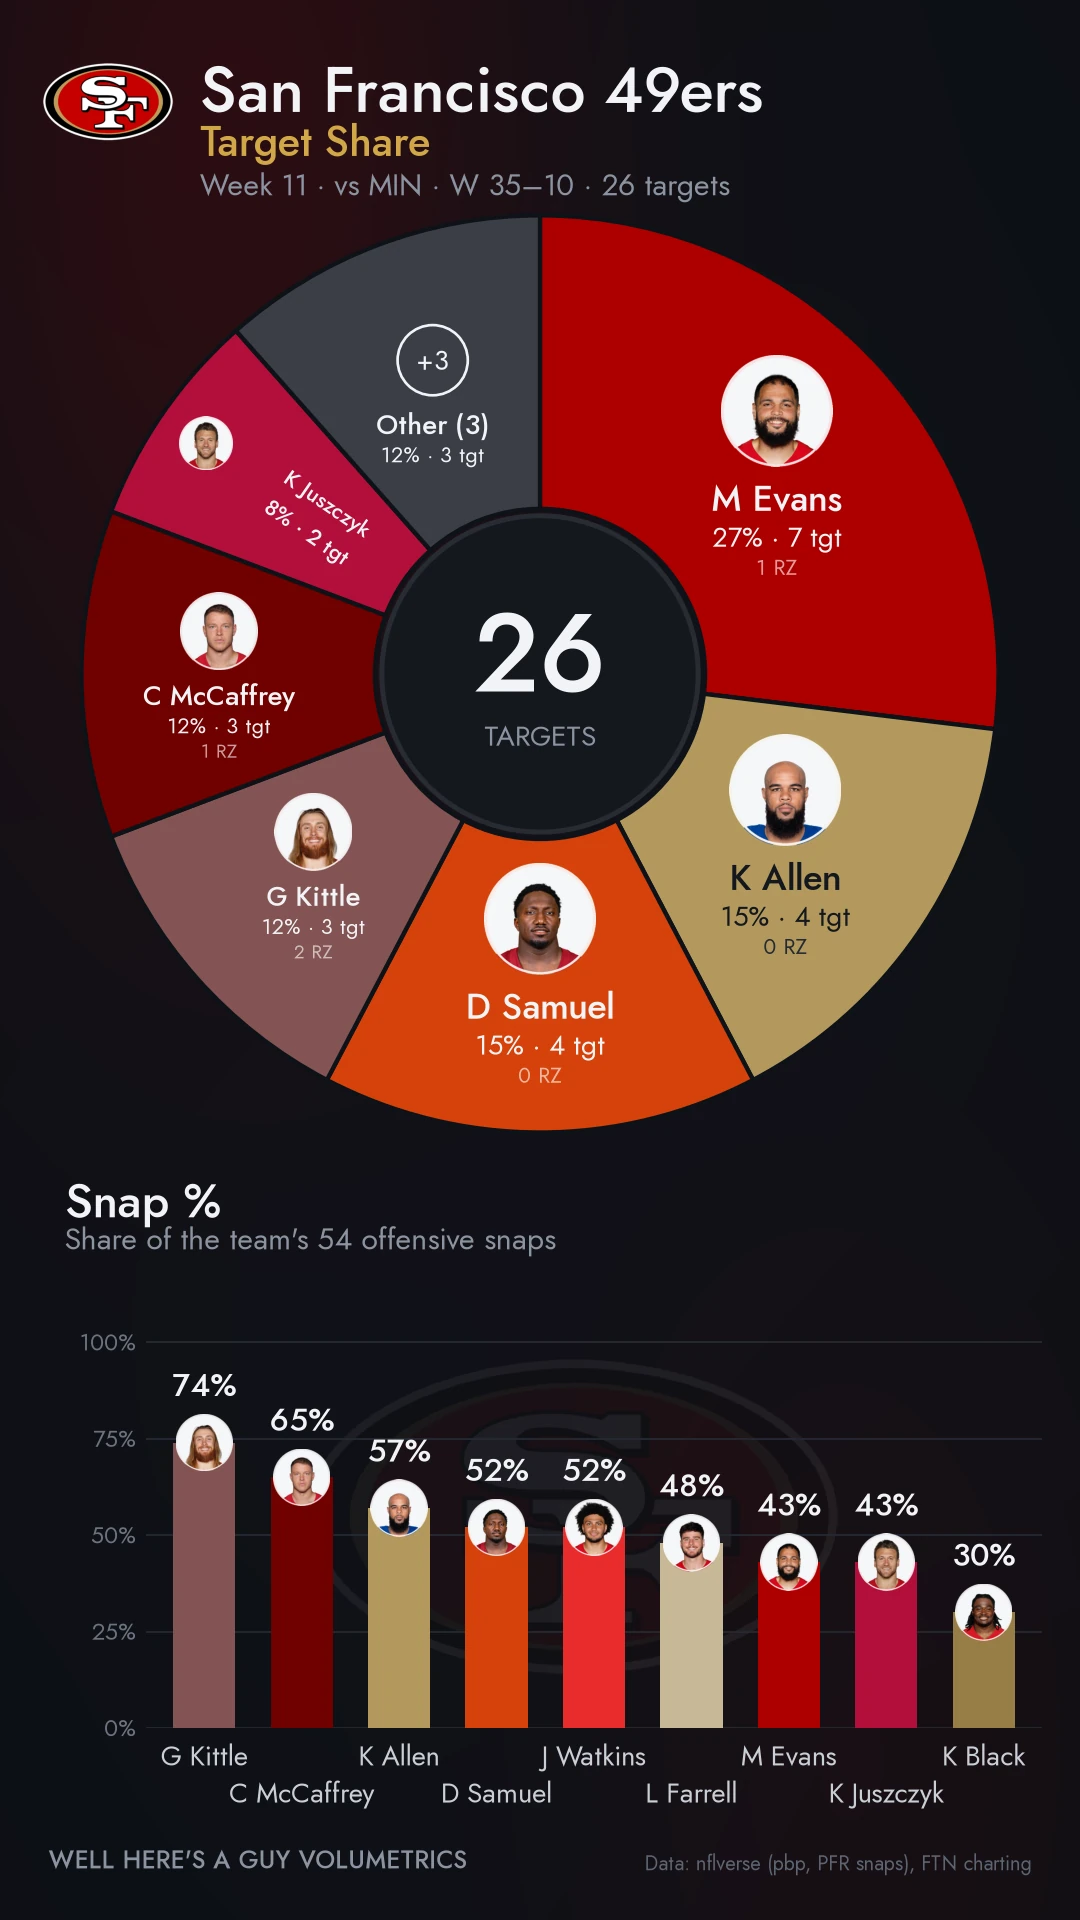 San Francisco 49ers
Target Share
Week 11 · vs MIN · W 35–10 · 26 targets
+3
Other (3)
12% · 3 tgt
M Evans
27% · 7 tgt
1 RZ
K Juszczyk
8% · 2 tgt
C McCaffrey
12% · 3 tgt
1 RZ
26
TARGETS
K Allen
15% · 4 tgt
0 RZ
G Kittle
12% · 3 tgt
2 RZ
D Samuel
15% · 4 tgt
0 RZ
Snap %
Share of the team's 54 offensive snaps
100%
75%
50%
25%
0%
74%
65%
57%
52%
52%
48%
43%
43%
30%
G Kittle
C McCaffrey
K Allen
D Samuel
J Watkins
L Farrell
M Evans
K Juszczyk
K Black
WELL HERE'S A GUY VOLUMETRICS
Data: nflverse (pbp, PFR snaps), FTN charting